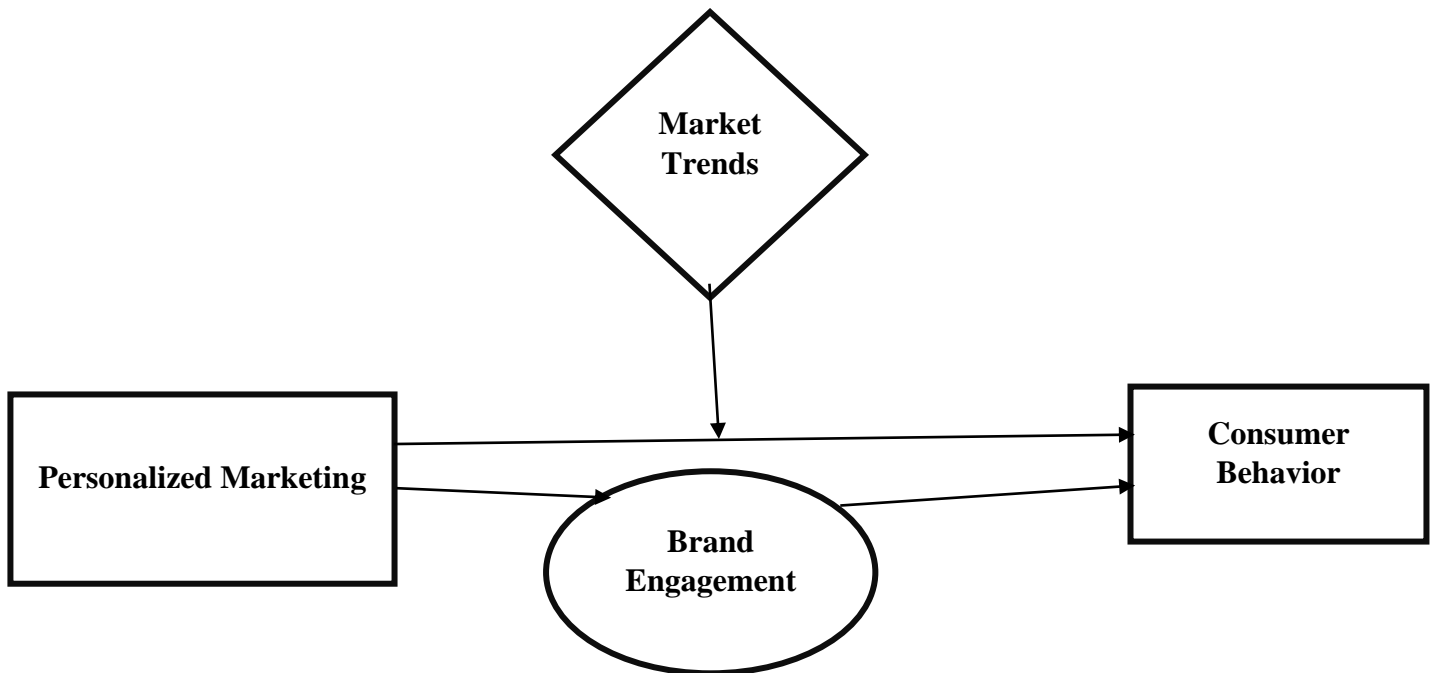 Market
Trends
Personalized Marketing
Consumer
Behavior
Brand
Engagement